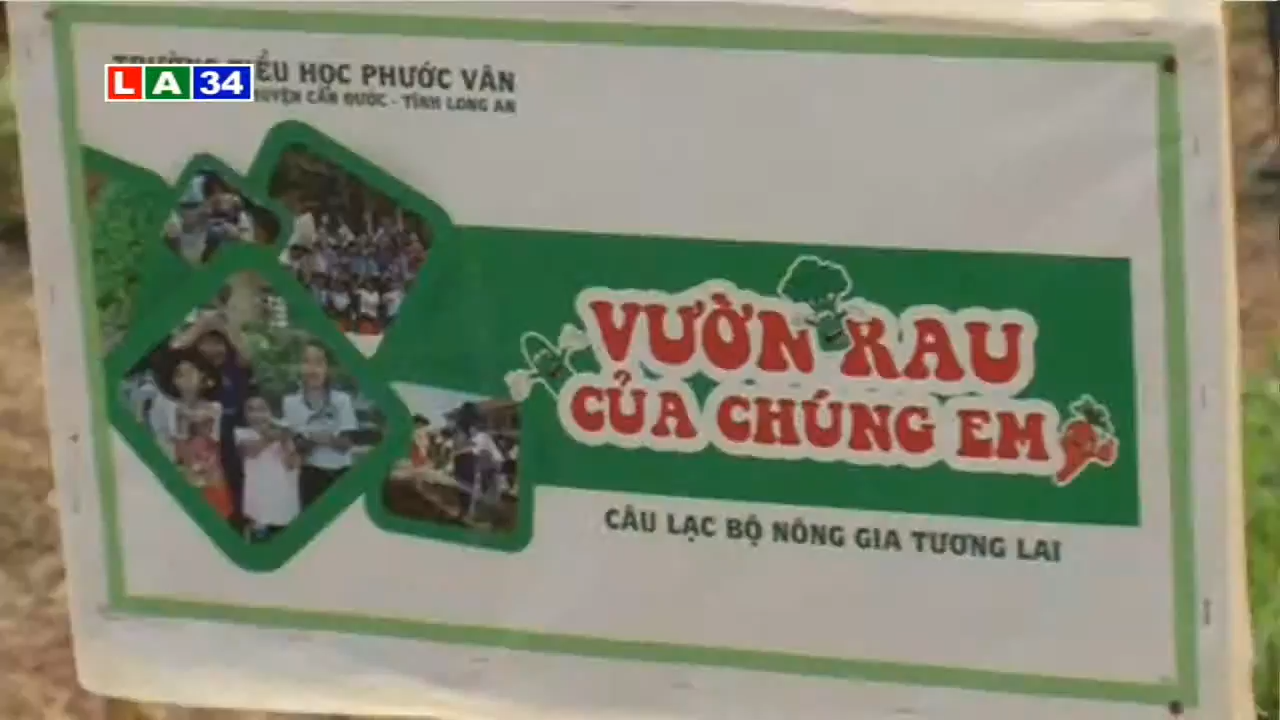 LA34
TIỂU HỌC PHƯỚC VÂN
HUYỆN CẦN ĐƯỚC - TỈNH LONG AN
VƯỜN RAU
CỦA CHÚNG EM
CÂU LẠC BỘ NÔNG GIA TƯƠNG LAI